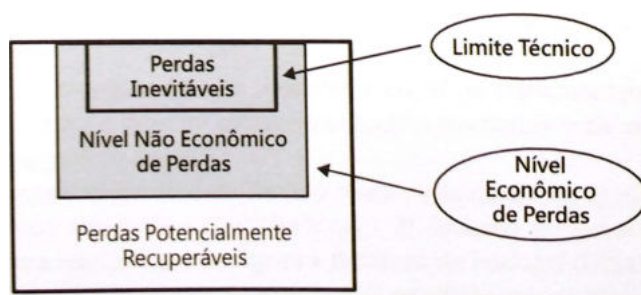 Perdas
Inevitáveis
Limite Técnico
Nível Não Econômico
de Perdas
Nível
Econômico
de Perdas
Perdas Potencialmente
Recuperáveis